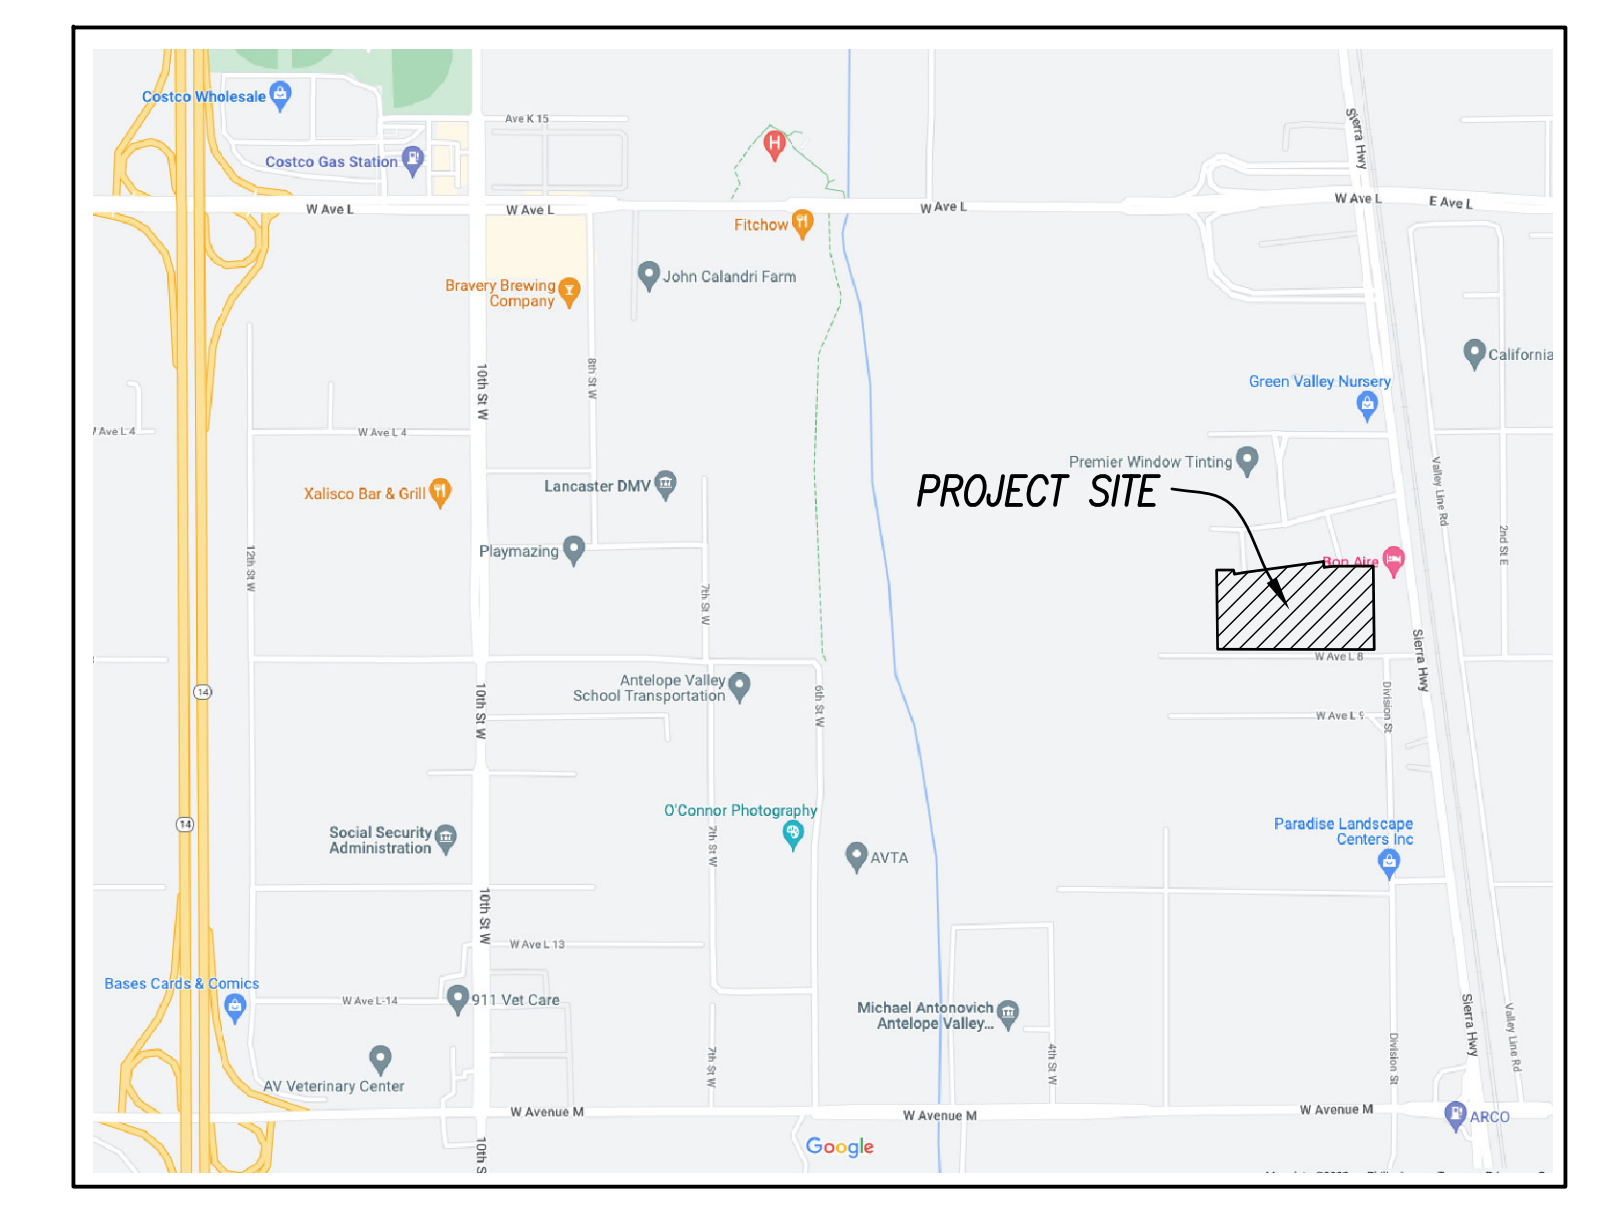 Costco Wholesale
Ave K 15
Sierra Hwy
H
Costco Gas Station
W Ave L
W Ave L
W Ave L
W Ave L
E Ave L
Fitchow
John Calandri Farm
Bravery Brewing
Company
California
10th St W
8th St W
Green Valley Nursery
Ave L 4
W Ave L 4
Premier Window Tinting
Valley Line Rd
Xalisco Bar & Grill
Lancaster DMV
PROJECT SITE
2nd St E
Playmazing
12th St W
Bon Aire
7th St W
W Ave L 8
Sierra Hwy
14
10th St W
Antelope Valley
School Transportation
6th St W
Division St
W Ave L 9
14
O'Connor Photography
Social Security
Administration
7th St W
AVTA
Paradise Landscape
Centers Inc
10th St W
W Ave L 13
Bases Cards & Comics
W Ave L-14
911 Vet Care
Michael Antonovich
Antelope Valley...
Sierra Hwy
Valley Line Rd
AV Veterinary Center
7th St W
4th St W
Division St
W Avenue M
W Avenue M
W Avenue M
ARCO
10th S
Google